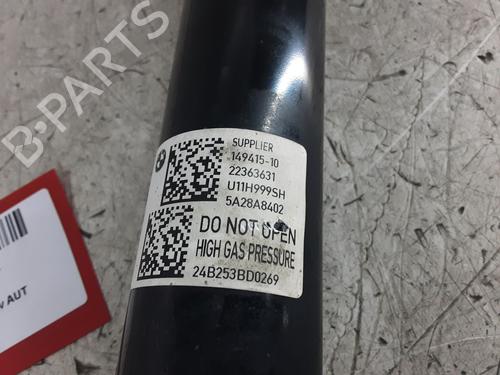 B-PARTS
SUPPLIER
149415-10
22363631
U11H999SH
5A28A8402
DO NOT OPEN
HIGH GAS PRESSURE
24B253BD0269
v AUT